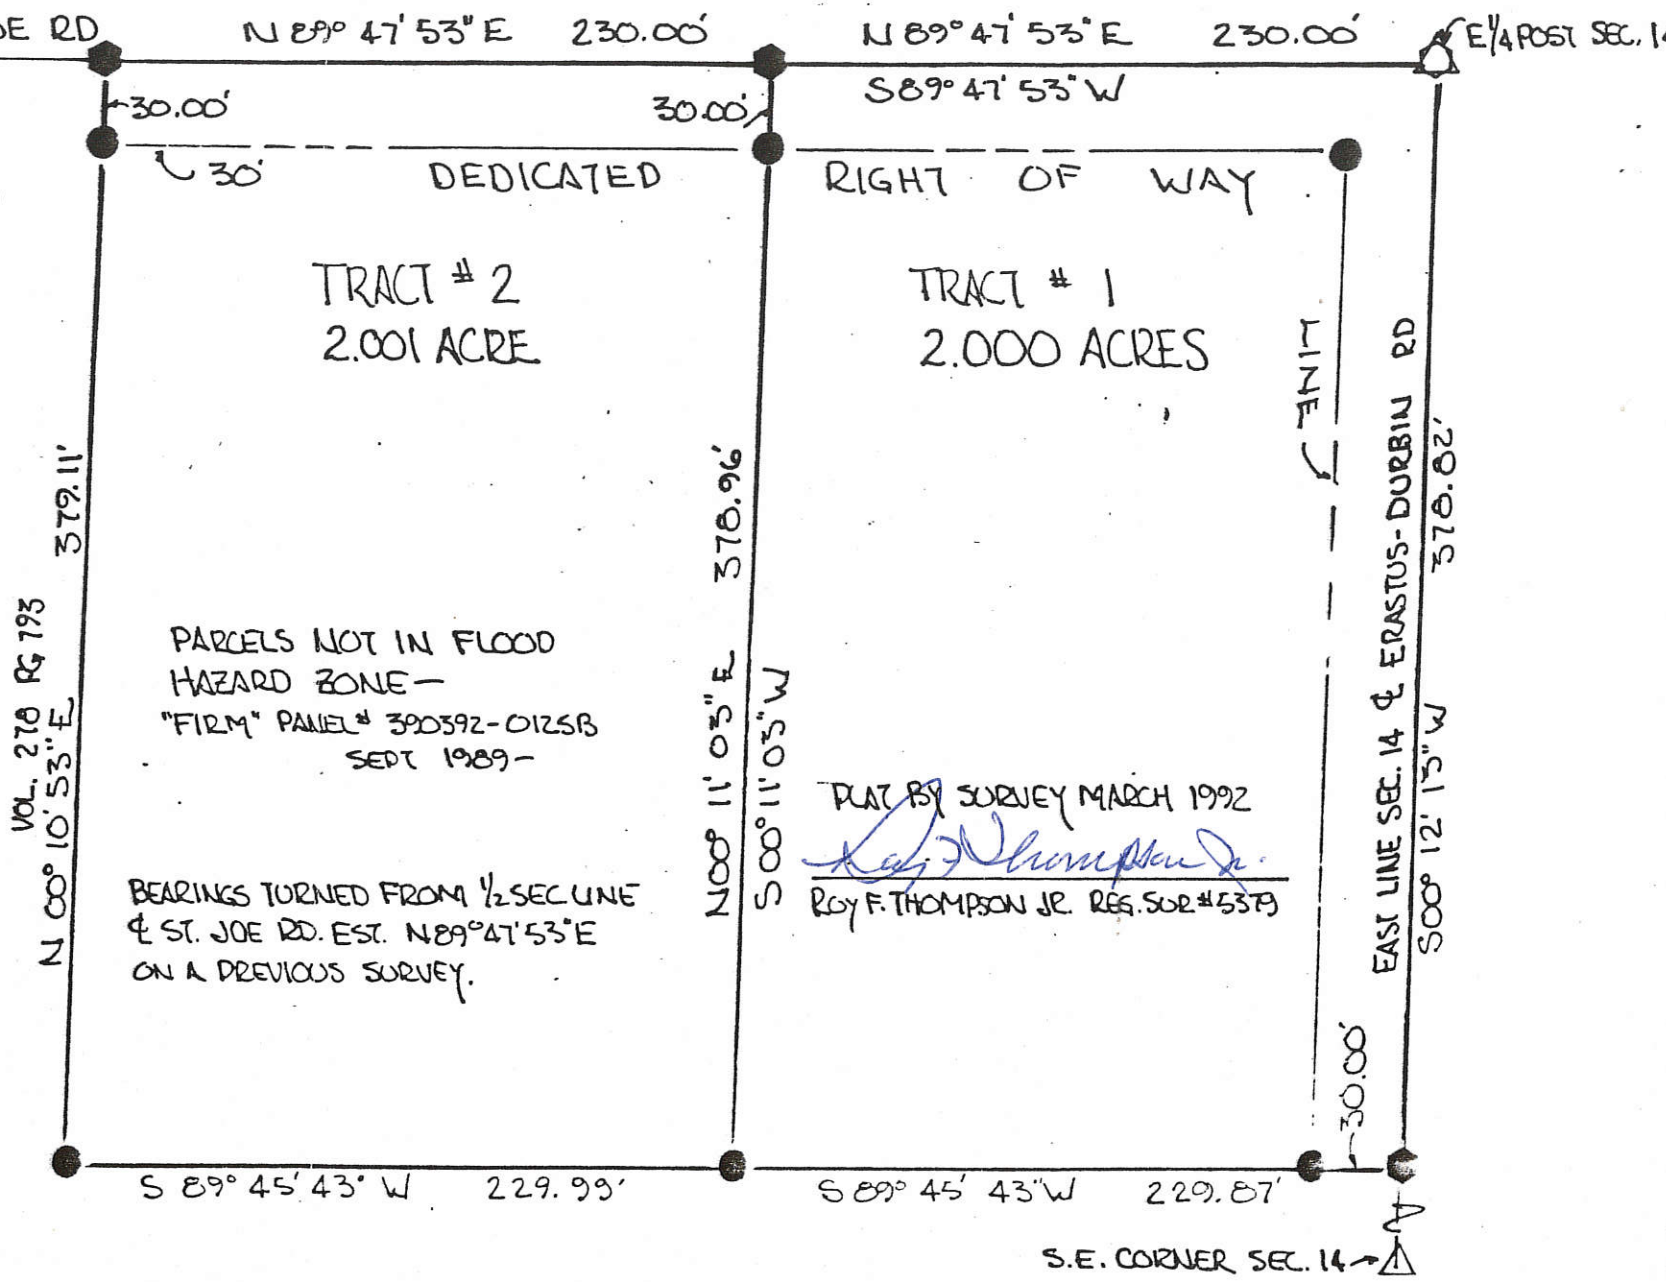 OE RD
N 89° 47' 53" E 230.00'
N 89° 47' 53" E 230.00'
E 1/4 POST SEC. 14
S 89° 47' 53" W
30.00'
30.00'
30' DEDICATED RIGHT OF WAY
LINE
TRACT # 2
2.001 ACRE
TRACT # 1
2.000 ACRES
VOL. 278 PG 793
N 00° 10' 53" E 379.11'
N 00° 11' 03" E 378.96'
S 00° 11' 03" W
EAST LINE SEC. 14 & ERASTUS-DURBIN RD
S 00° 12' 13" W 378.82'
PARCELS NOT IN FLOOD
HAZARD ZONE—
"FIRM" PANEL# 390392-0125B
SEPT 1989-
PLAT BY SURVEY MARCH 1992
Roy F Thompson Jr.
ROY F. THOMPSON JR. REG. SUR #5379
BEARINGS TURNED FROM 1/2 SEC LINE
& ST. JOE RD. EST. N89°47'53"E
ON A PREVIOUS SURVEY.
30.00'
S 89° 45' 43" W 229.99'
S 89° 45' 43" W 229.87'
S.E. CORNER SEC. 14